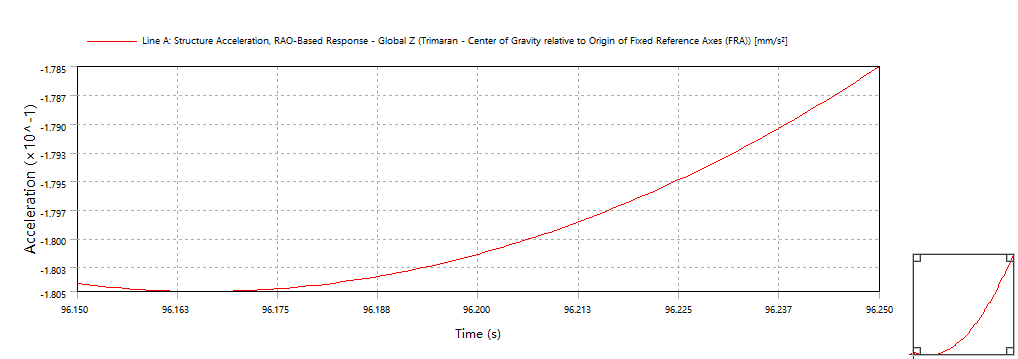 Line A: Structure Acceleration, RAO-Based Response - Global Z (Trimaran - Center of Gravity relative to Origin of Fixed Reference Axes (FRA)) [mm/s²]
Acceleration (×10^-1)
-1.785
-1.787
-1.790
-1.793
-1.795
-1.797
-1.800
-1.803
-1.805
96.150 96.163 96.175 96.188 96.200 96.213 96.225 96.237 96.250
Time (s)